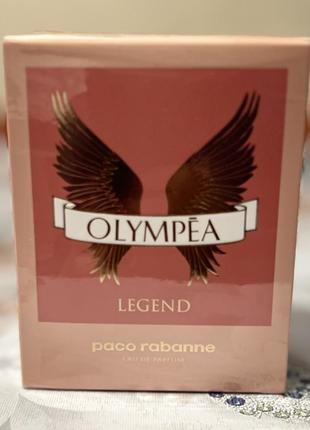 OLYMPĒA
LEGEND
paco rabanne
EAU DE PARFUM